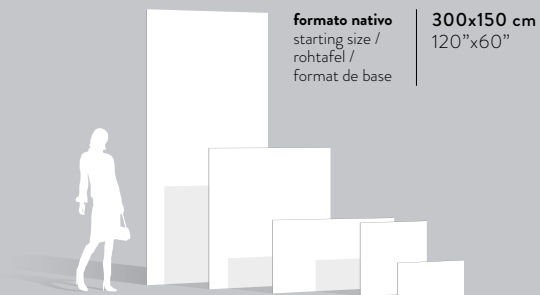 formato nativo
starting size /
rohtafel /
format de base
300x150 cm
120”x60”